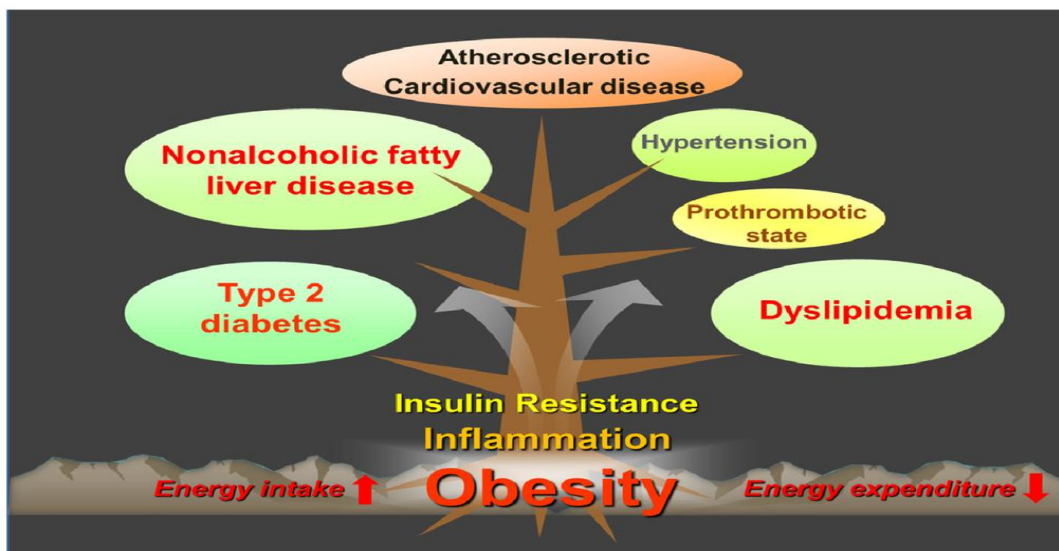 Atherosclerotic
Cardiovascular disease
Nonalcoholic fatty
liver disease
Hypertension
Prothrombotic
state
Type 2
diabetes
Dyslipidemia
Insulin Resistance
Inflammation
Energy intake
Obesity
Energy expenditure